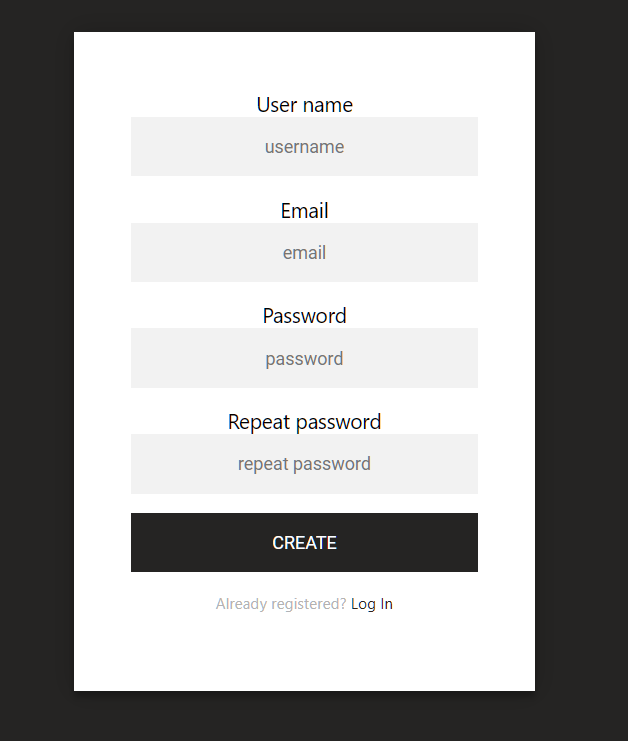 User name
username
Email
email
Password
password
Repeat password
repeat password
CREATE
Already registered? Log In